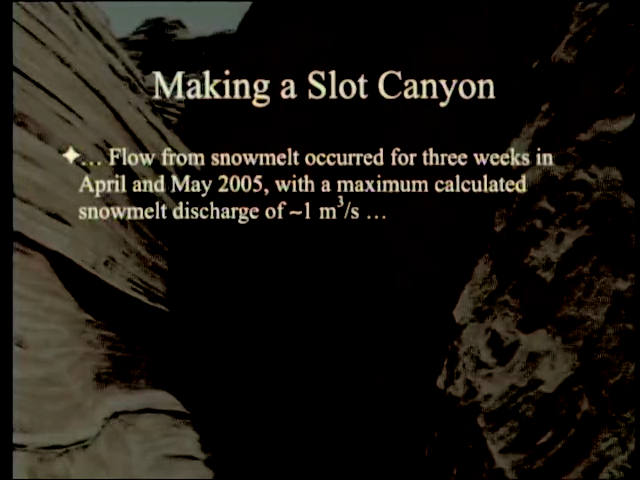 Making a Slot Canyon
✦… Flow from snowmelt occurred for three weeks in
April and May 2005, with a maximum calculated
snowmelt discharge of ~1 m³/s …